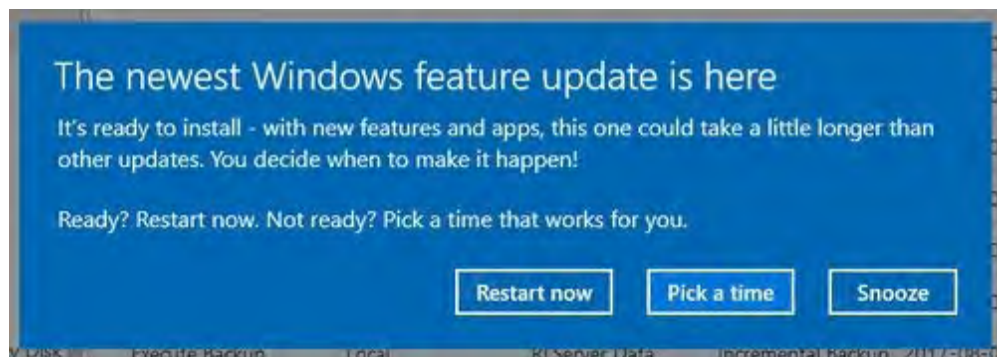 The newest Windows feature update is here
It's ready to install - with new features and apps, this one could take a little longer than
other updates. You decide when to make it happen!
Ready? Restart now. Not ready? Pick a time that works for you.
Restart now Pick a time Snooze
Execute Backup Local Server Data Incremental Backup